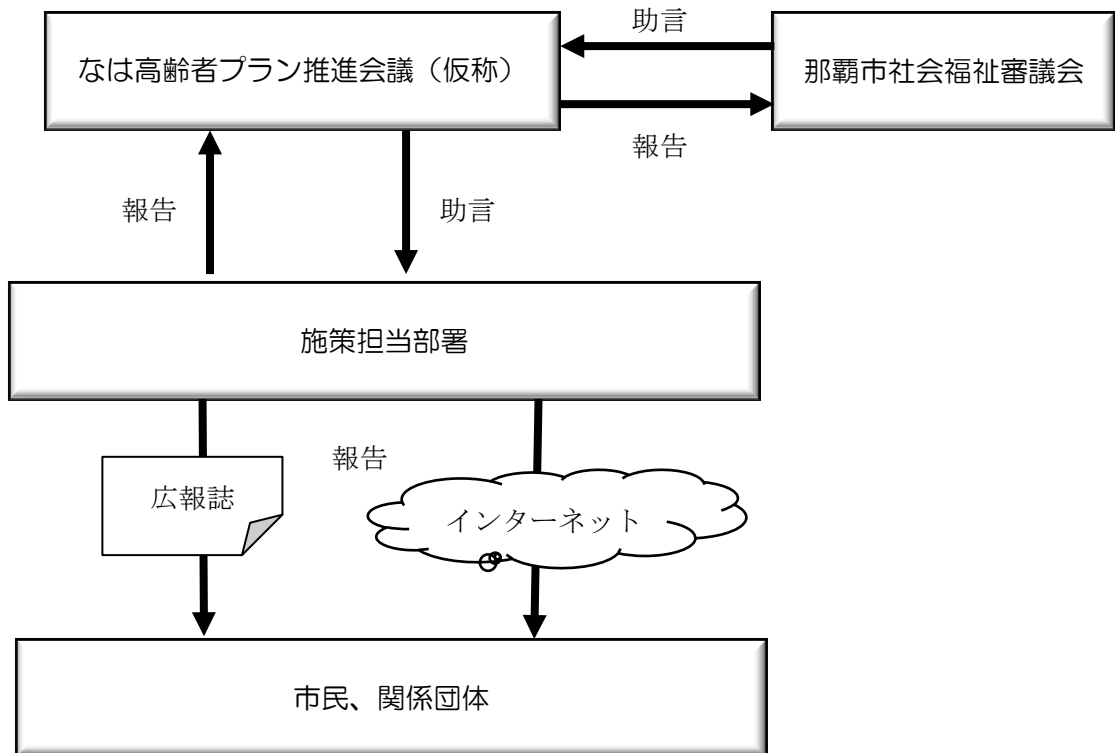 助言
なは高齢者プラン推進会議（仮称）
那覇市社会福祉審議会
報告
報告
助言
施策担当部署
報告
広報誌
インターネット
市民、関係団体